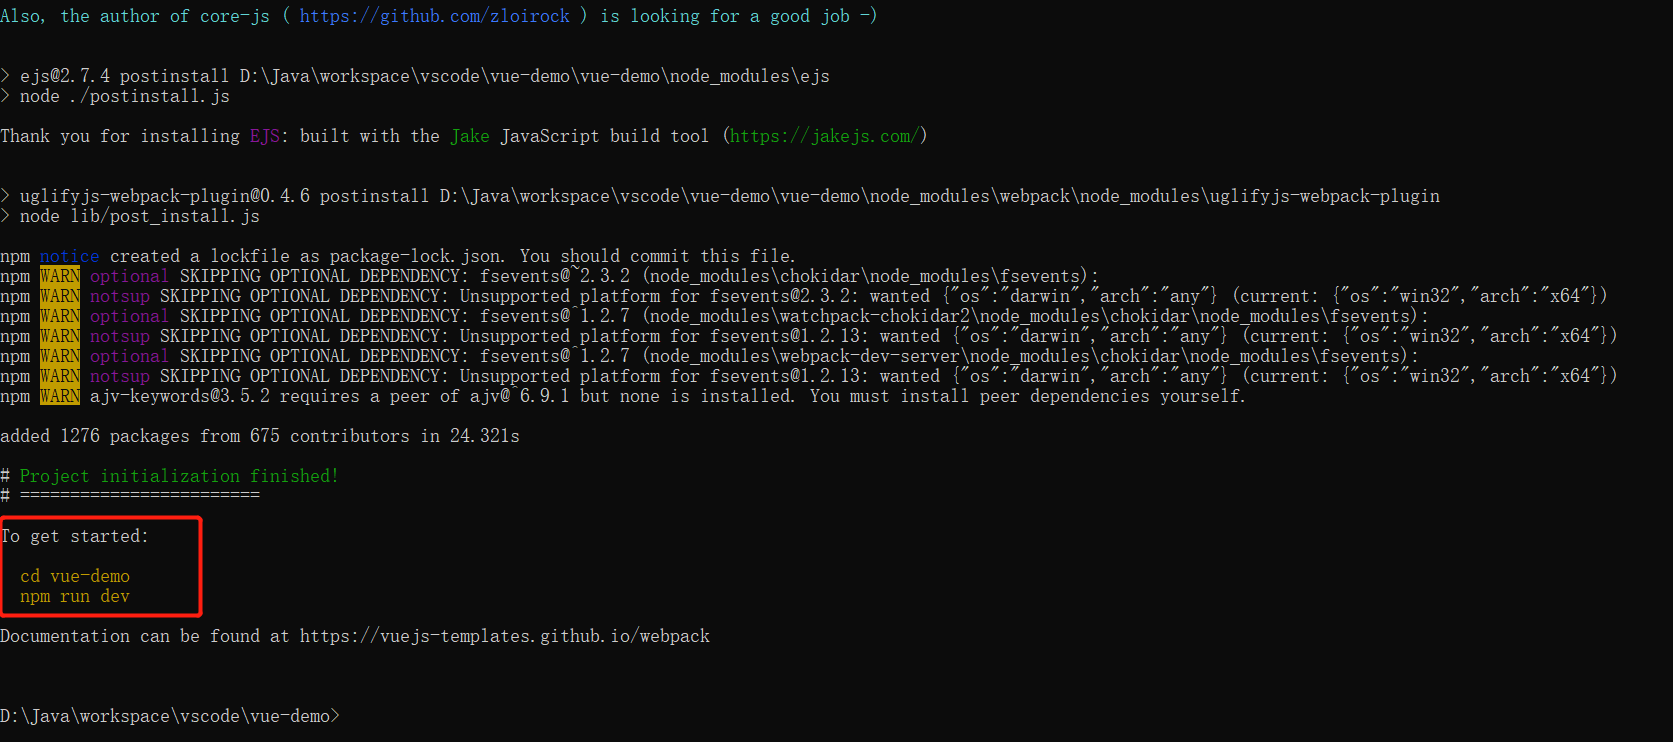 Also, the author of core-js ( https://github.com/zloirock ) is looking for a good job -)
> ejs@2.7.4 postinstall D:\Java\workspace\vscode\vue-demo\vue-demo\node_modules\ejs
> node ./postinstall.js
Thank you for installing EJS: built with the Jake JavaScript build tool (https://jakejs.com/)
> uglifyjs-webpack-plugin@0.4.6 postinstall D:\Java\workspace\vscode\vue-demo\vue-demo\node_modules\webpack\node_modules\uglifyjs-webpack-plugin
> node lib/post_install.js
npm notice created a lockfile as package-lock.json. You should commit this file.
npm WARN optional SKIPPING OPTIONAL DEPENDENCY: fsevents@~2.3.2 (node_modules\chokidar\node_modules\fsevents):
npm WARN notsup SKIPPING OPTIONAL DEPENDENCY: Unsupported platform for fsevents@2.3.2: wanted {"os":"darwin","arch":"any"} (current: {"os":"win32","arch":"x64"})
npm WARN optional SKIPPING OPTIONAL DEPENDENCY: fsevents@^1.2.7 (node_modules\watchpack-chokidar2\node_modules\chokidar\node_modules\fsevents):
npm WARN notsup SKIPPING OPTIONAL DEPENDENCY: Unsupported platform for fsevents@1.2.13: wanted {"os":"darwin","arch":"any"} (current: {"os":"win32","arch":"x64"})
npm WARN optional SKIPPING OPTIONAL DEPENDENCY: fsevents@^1.2.7 (node_modules\webpack-dev-server\node_modules\chokidar\node_modules\fsevents):
npm WARN notsup SKIPPING OPTIONAL DEPENDENCY: Unsupported platform for fsevents@1.2.13: wanted {"os":"darwin","arch":"any"} (current: {"os":"win32","arch":"x64"})
npm WARN ajv-keywords@3.5.2 requires a peer of ajv@^6.9.1 but none is installed. You must install peer dependencies yourself.
added 1276 packages from 675 contributors in 24.321s
# Project initialization finished!
# ========================
To get started:
cd vue-demo
npm run dev
Documentation can be found at https://vuejs-templates.github.io/webpack
D:\Java\workspace\vscode\vue-demo>